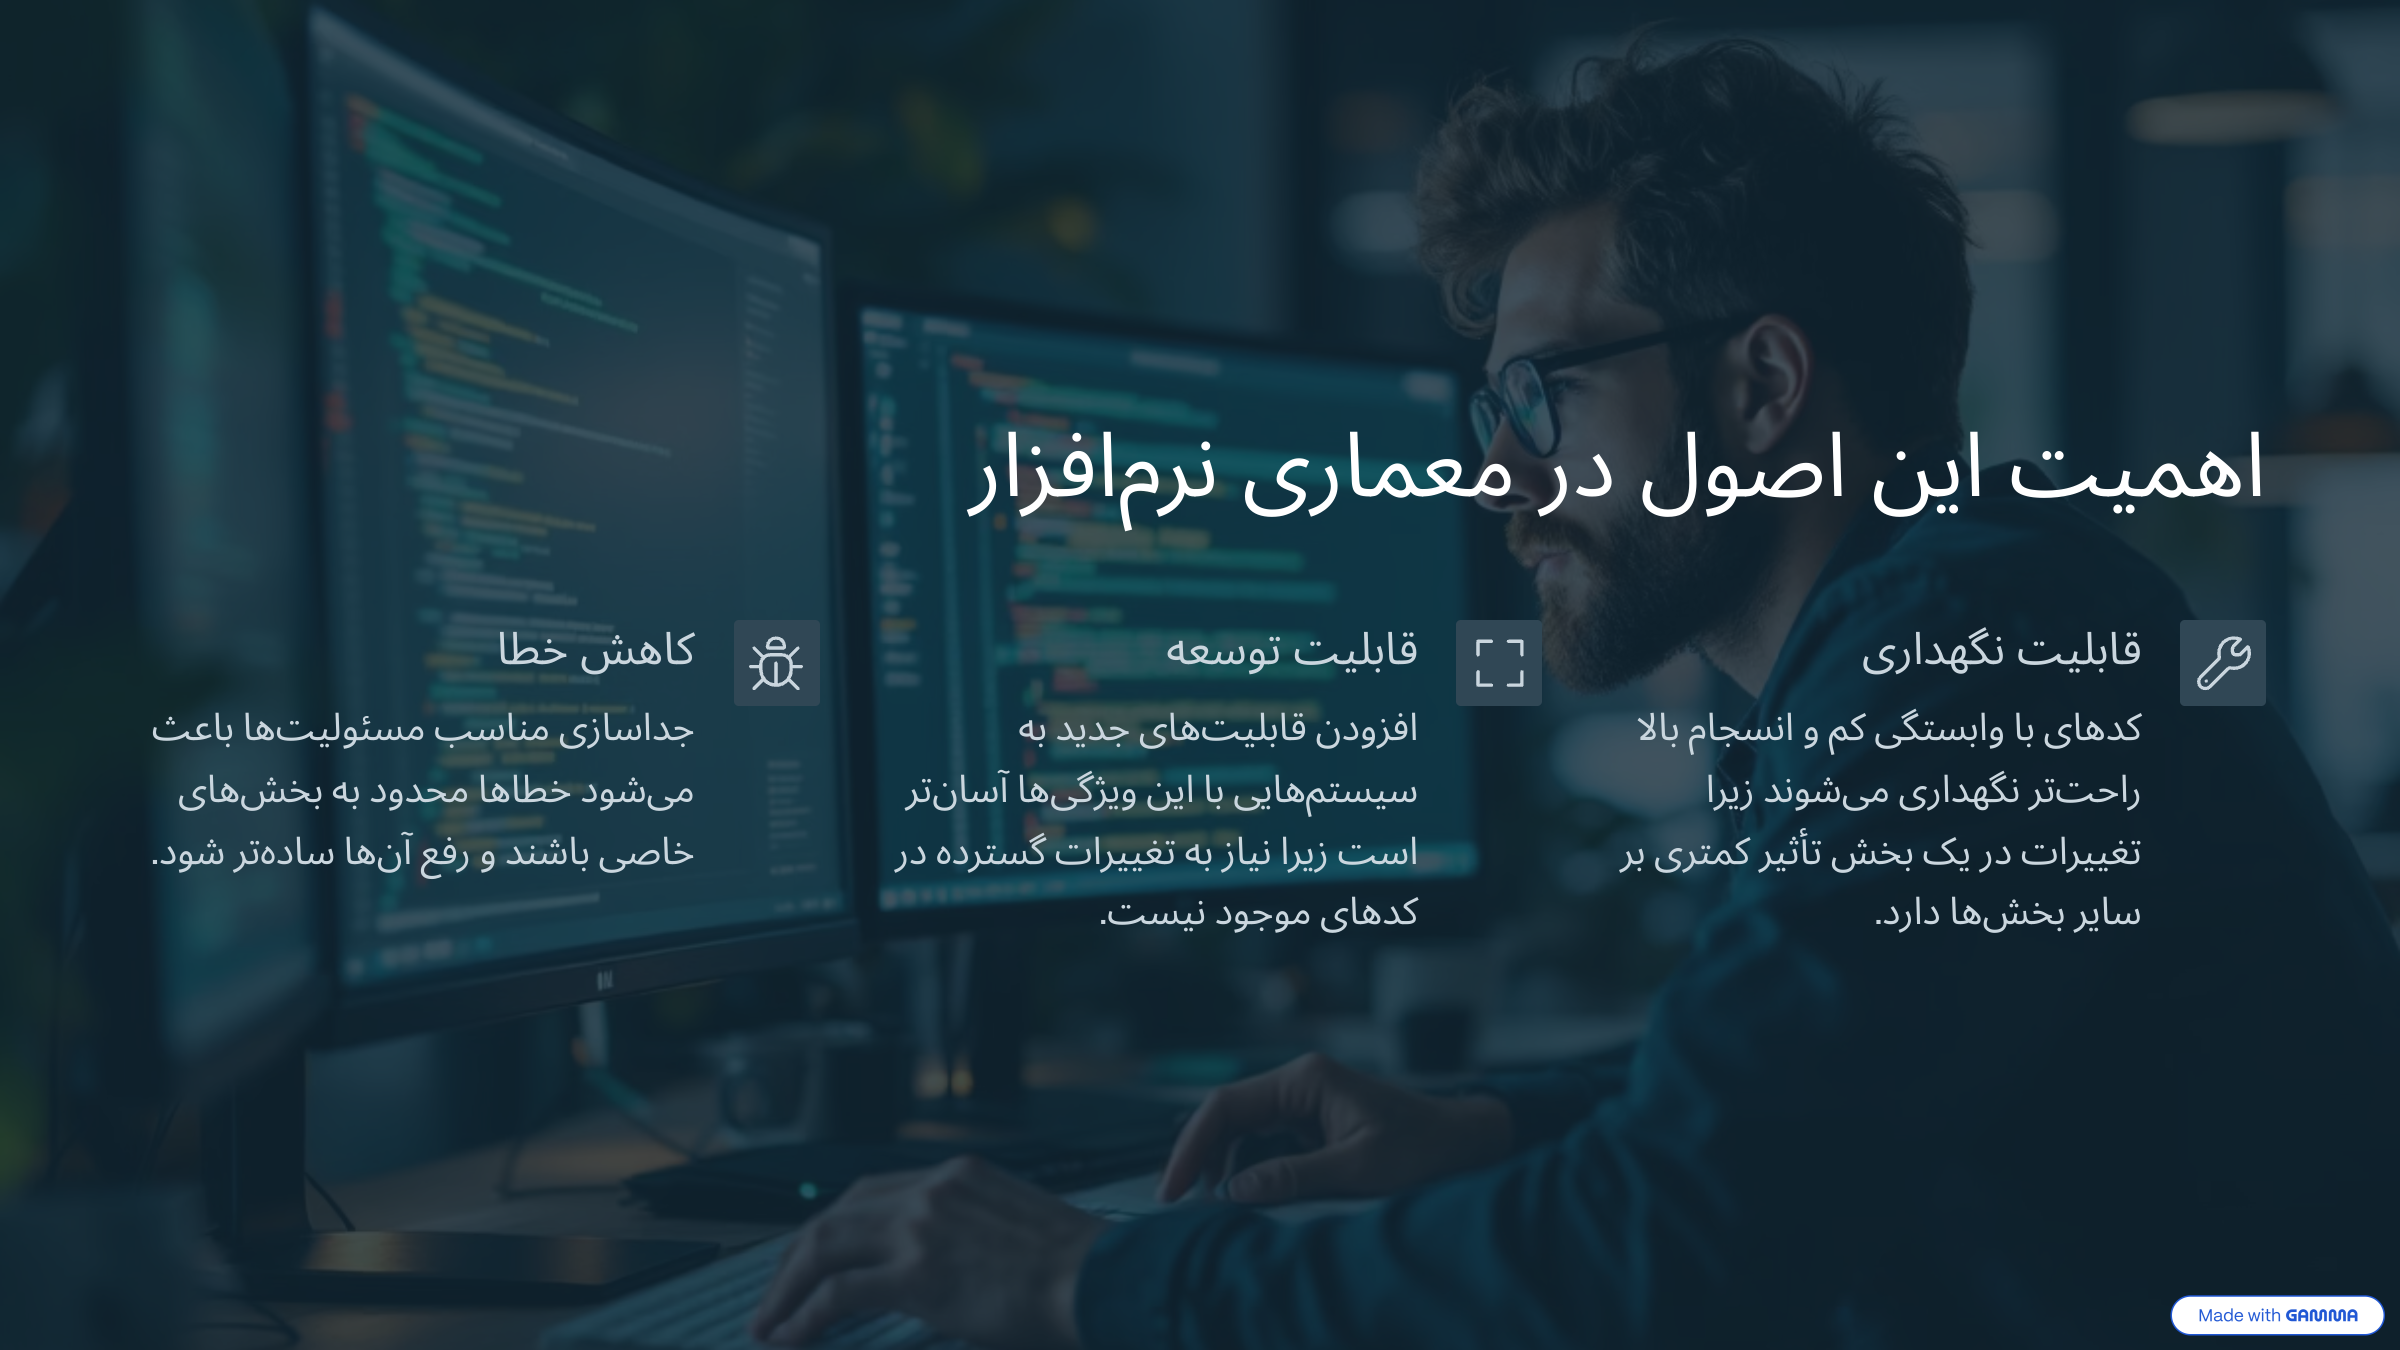 اهمیت این اصول در معماری نرم‌افزار
قابلیت نگهداری
کدهای با وابستگی کم و انسجام بالا
راحت‌تر نگهداری می‌شوند زیرا
تغییرات در یک بخش تأثیر کمتری بر
سایر بخش‌ها دارد.
قابلیت توسعه
افزودن قابلیت‌های جدید به
سیستم‌هایی با این ویژگی‌ها آسان‌تر
است زیرا نیاز به تغییرات گسترده در
کدهای موجود نیست.
کاهش خطا
جداسازی مناسب مسئولیت‌ها باعث
می‌شود خطاها محدود به بخش‌های
خاصی باشند و رفع آن‌ها ساده‌تر شود.
Made with GAMMA